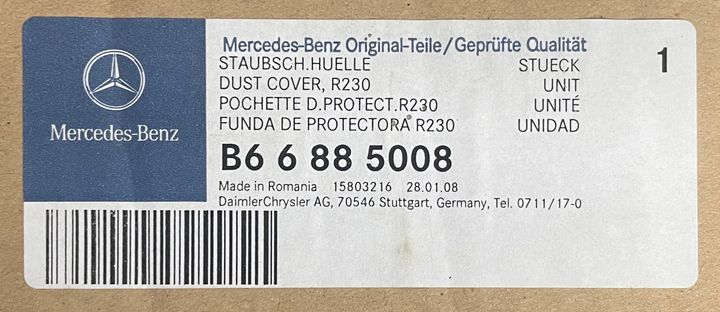 Mercedes-Benz Original-Teile/Geprüfte Qualität
STAUBSCH.HUELLE STUECK 1
DUST COVER, R230 UNIT
POCHETTE D.PROTECT.R230 UNITÉ
FUNDA DE PROTECTORA R230 UNIDAD
Mercedes-Benz
B6 6 88 5008
Made in Romania 15803216 28.01.08
DaimlerChrysler AG, 70546 Stuttgart, Germany, Tel. 0711/17-0